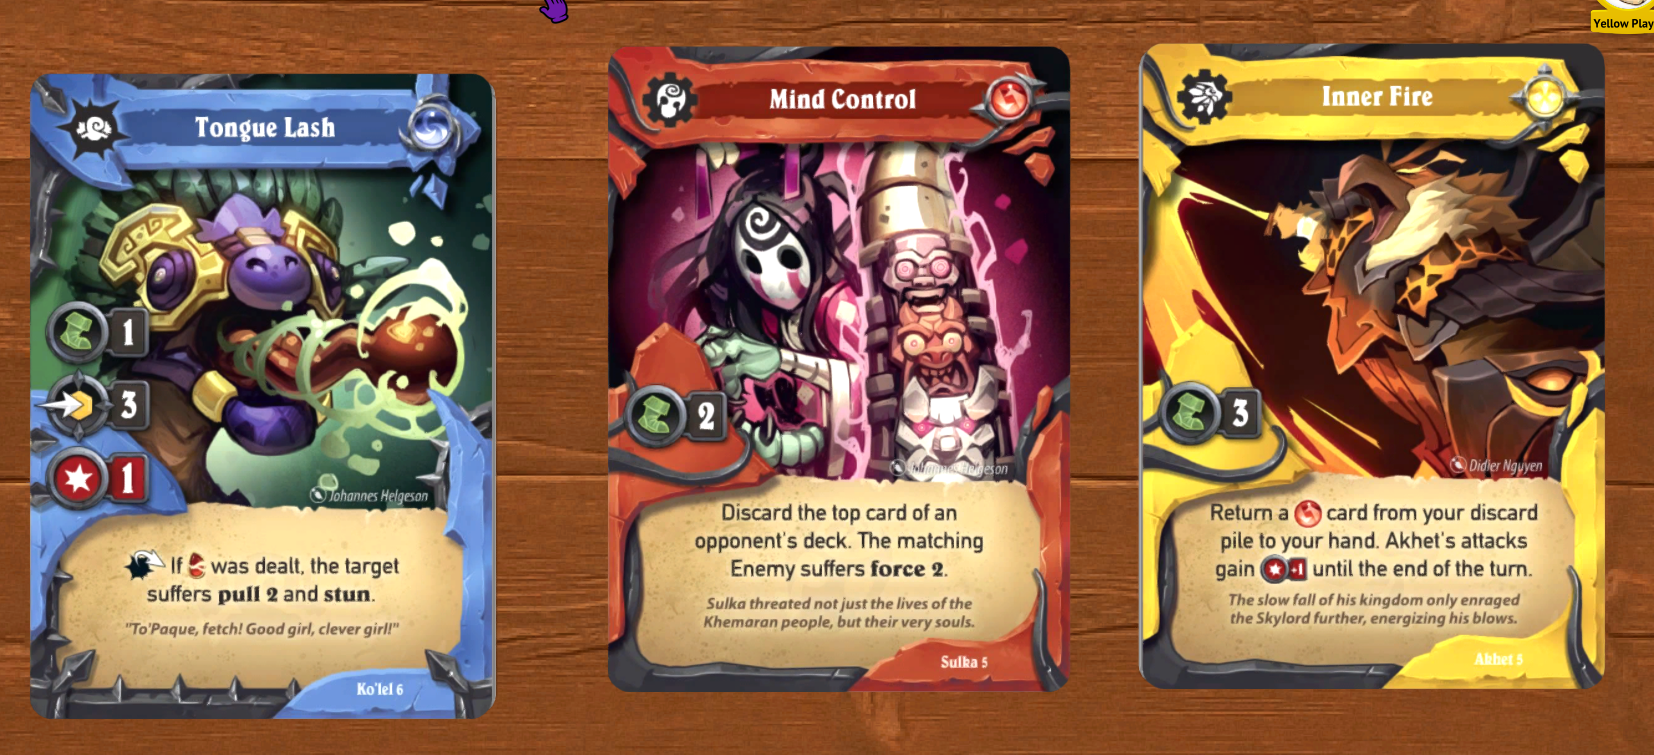 Yellow Play
Tongue Lash
1
3
1
Johannes Helgeson
If was dealt, the target
suffers pull 2 and stun.
"To'Paque, fetch! Good girl, clever girl!"
Ko'lel 6
Mind Control
2
Johannes Helgeson
Discard the top card of an
opponent's deck. The matching
Enemy suffers force 2.
Sulka threated not just the lives of the
Khemaran people, but their very souls.
Sulka 5
Inner Fire
3
Didier Nguyen
Return a card from your discard
pile to your hand. Akhet's attacks
gain +1 until the end of the turn.
The slow fall of his kingdom only enraged
the Skylord further, energizing his blows.
Akhet 5